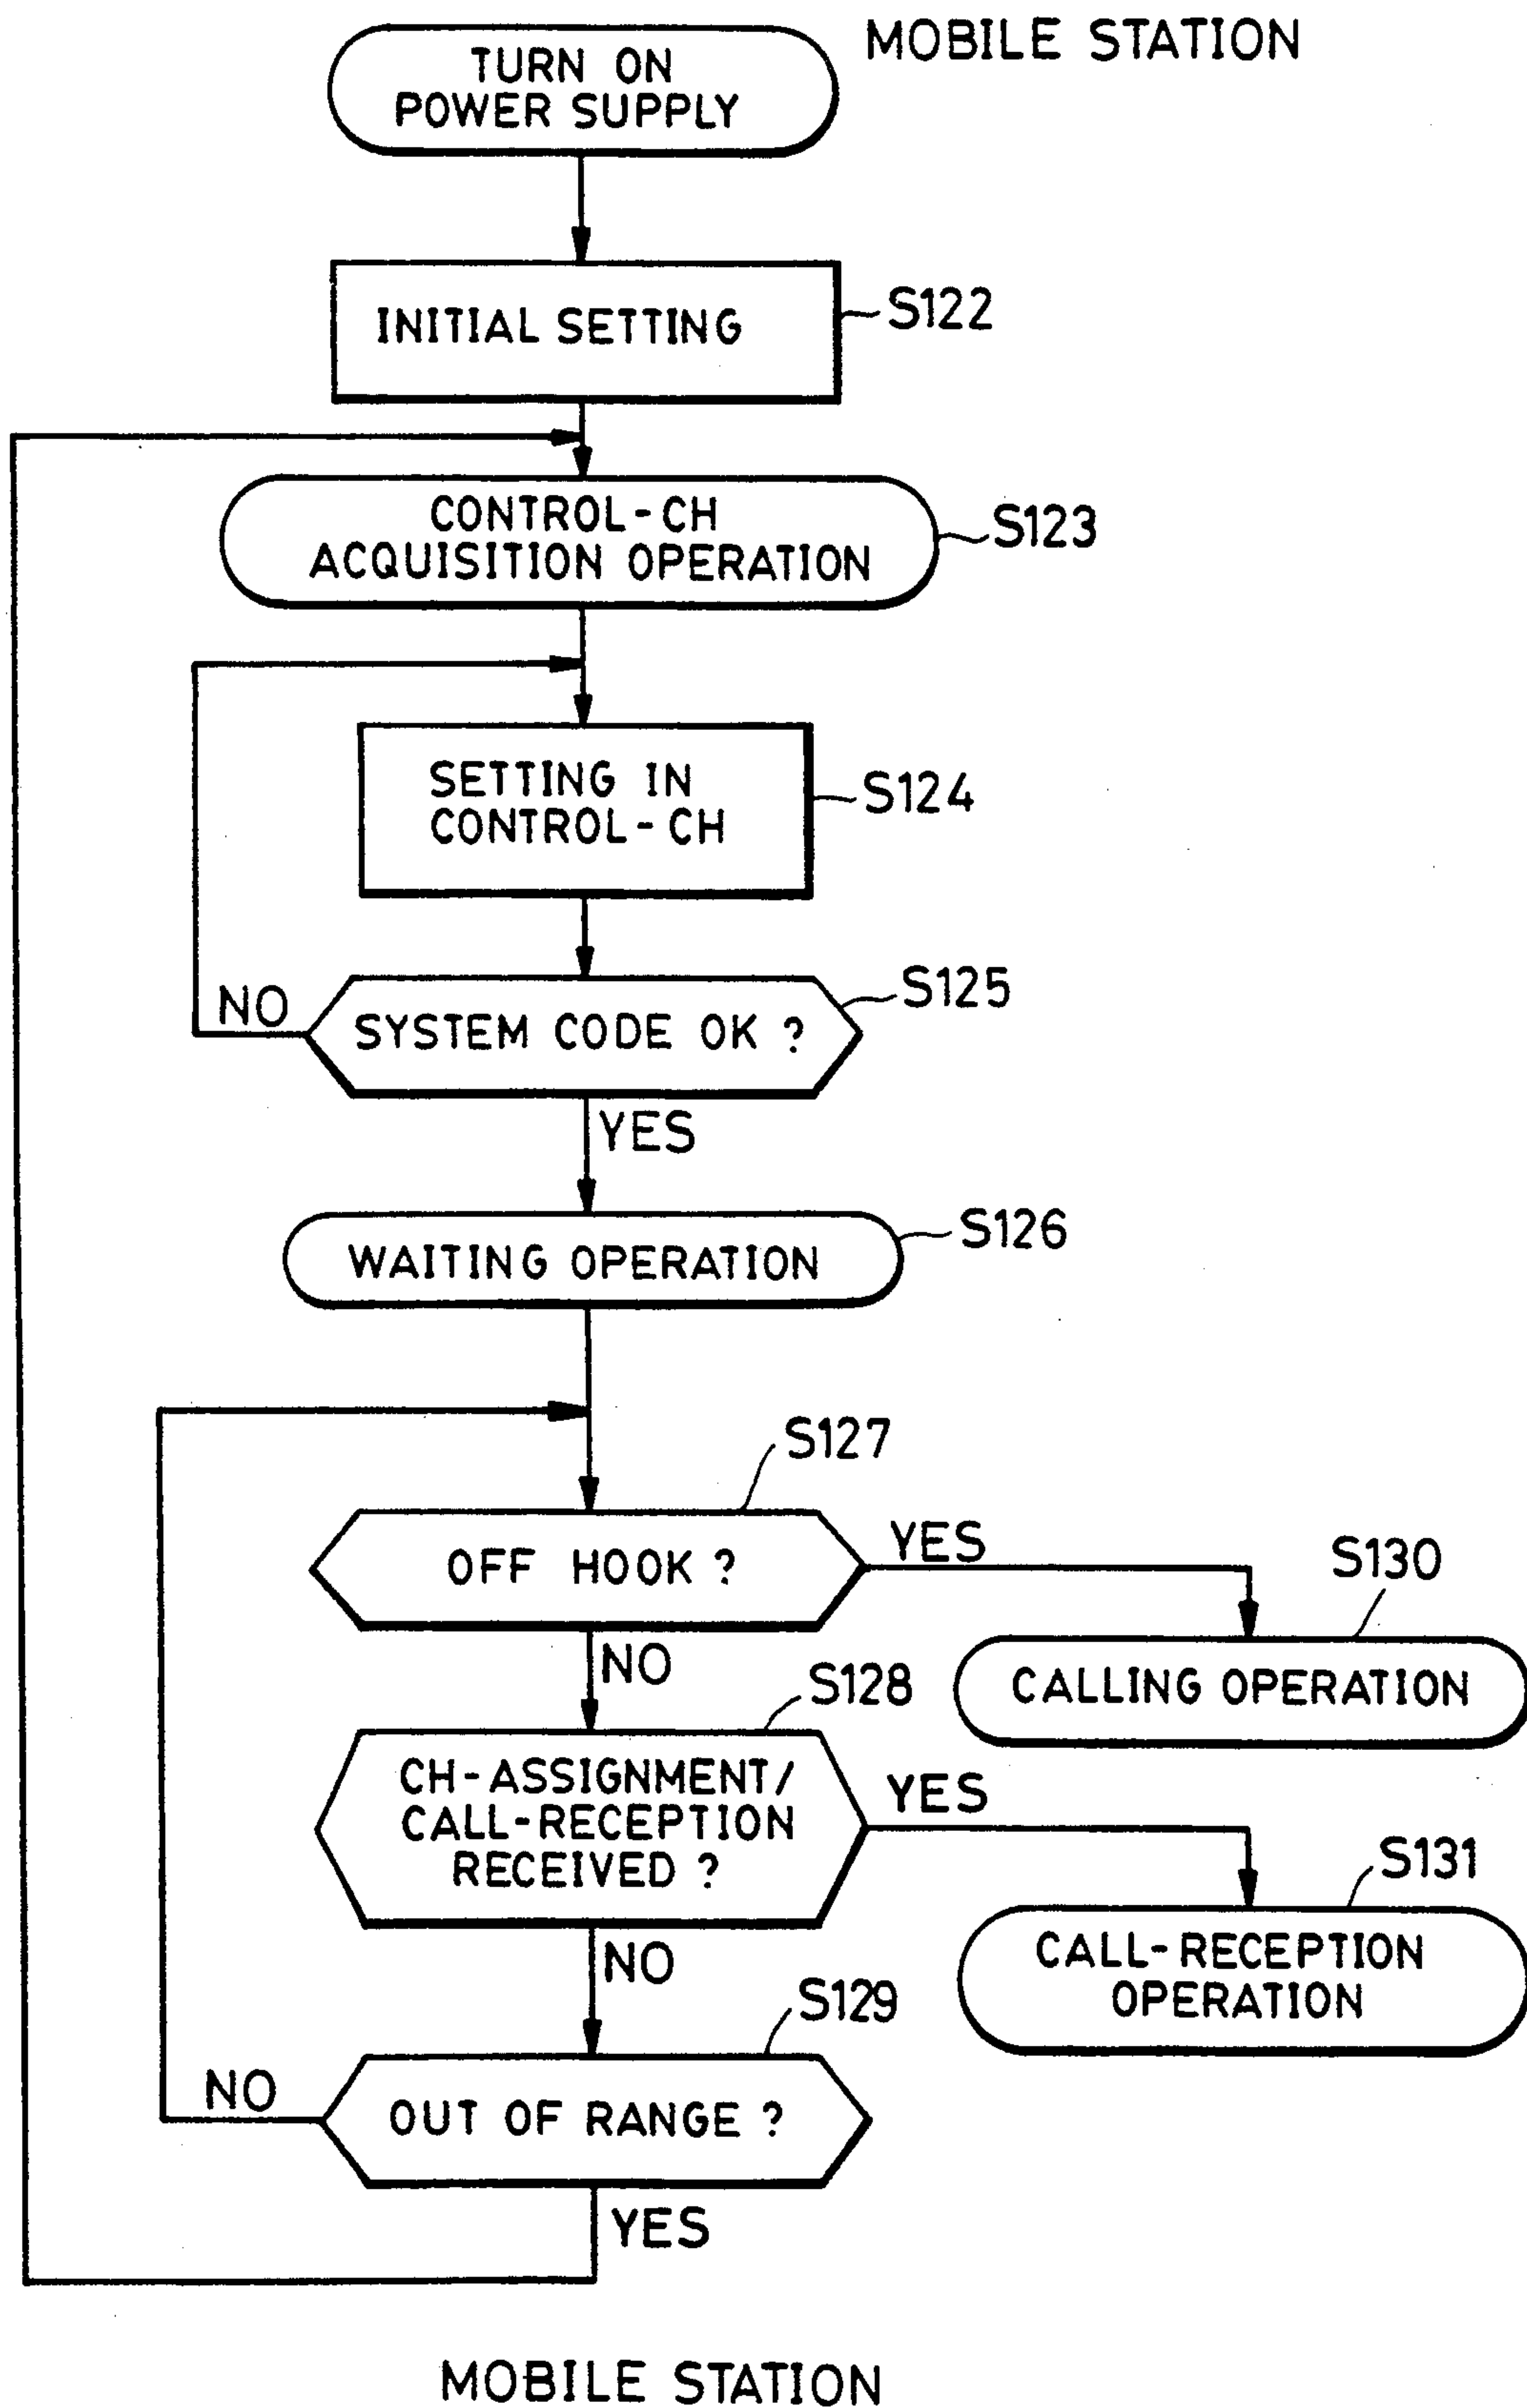 MOBILE STATION
TURN ON
POWER SUPPLY
INITIAL SETTING
S122
CONTROL-CH
ACQUISITION OPERATION
S123
SETTING IN
CONTROL-CH
S124
S125
NO
SYSTEM CODE OK ?
YES
S126
WAITING OPERATION
S127
OFF HOOK ?
YES
S130
NO
CALLING OPERATION
S128
CH-ASSIGNMENT/
CALL-RECEPTION
RECEIVED ?
YES
S131
NO
CALL-RECEPTION
OPERATION
S129
NO
OUT OF RANGE ?
YES
MOBILE STATION